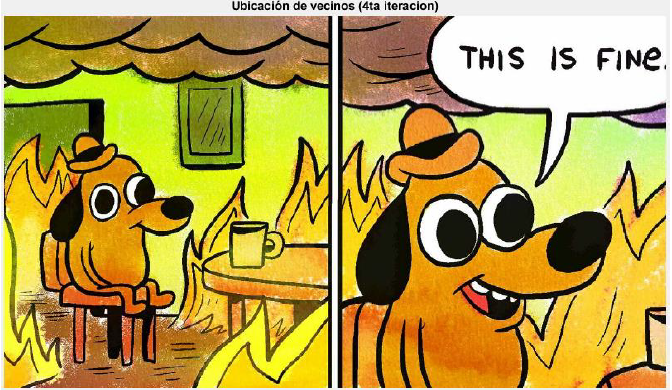 Ubicación de vecinos (4ta iteracion)
THIS IS FINE.